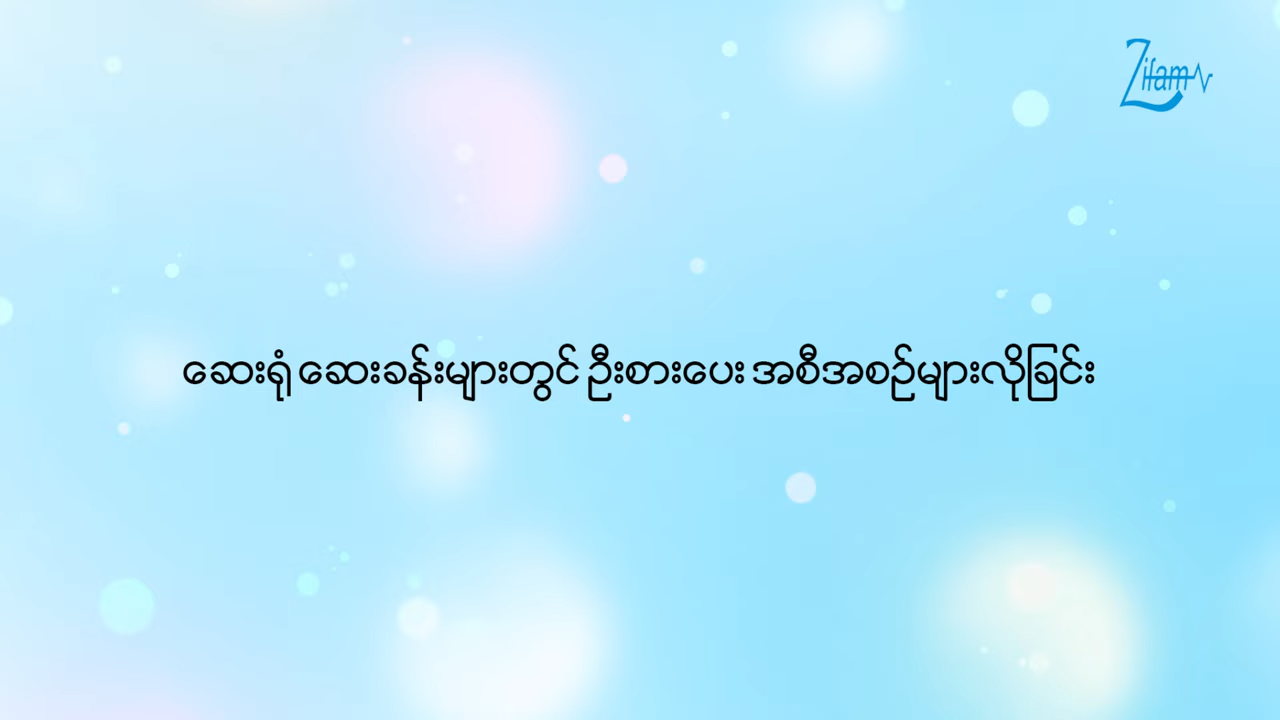 Zifam
ဆေးရုံ ဆေးခန်းများတွင် ဦးစားပေး အစီအစဉ်များလိုခြင်း